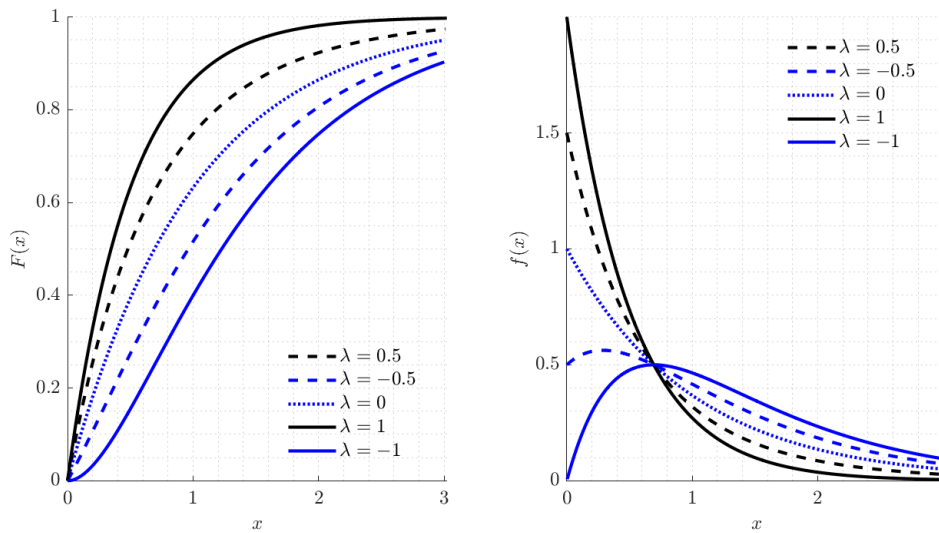 1
0.8
0.6
0.4
0.2
0
F(x)
0
1
2
3
x
λ = 0.5
λ = −0.5
λ = 0
λ = 1
λ = −1
1.5
1
0.5
0
f(x)
0
1
2
x
λ = 0.5
λ = −0.5
λ = 0
λ = 1
λ = −1